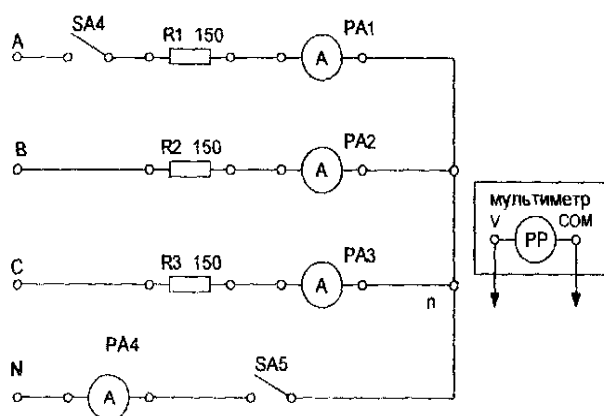 A SA4 R1 150 A PA1
B R2 150 A PA2
мультиметр
V PP COM
C R3 150 A PA3
n
N PA4 A SA5